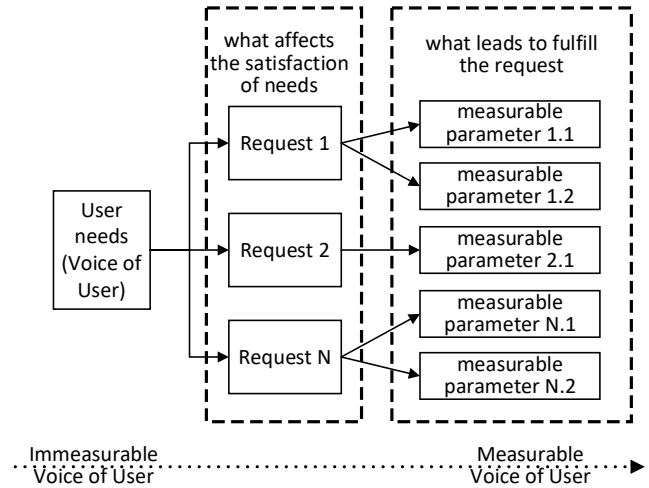 what affects
the satisfaction
of needs
what leads to fulfill
the request
User
needs
(Voice of
User)
Request 1
Request 2
Request N
measurable
parameter 1.1
measurable
parameter 1.2
measurable
parameter 2.1
measurable
parameter N.1
measurable
parameter N.2
Immeasurable
Voice of User
Measurable
Voice of User